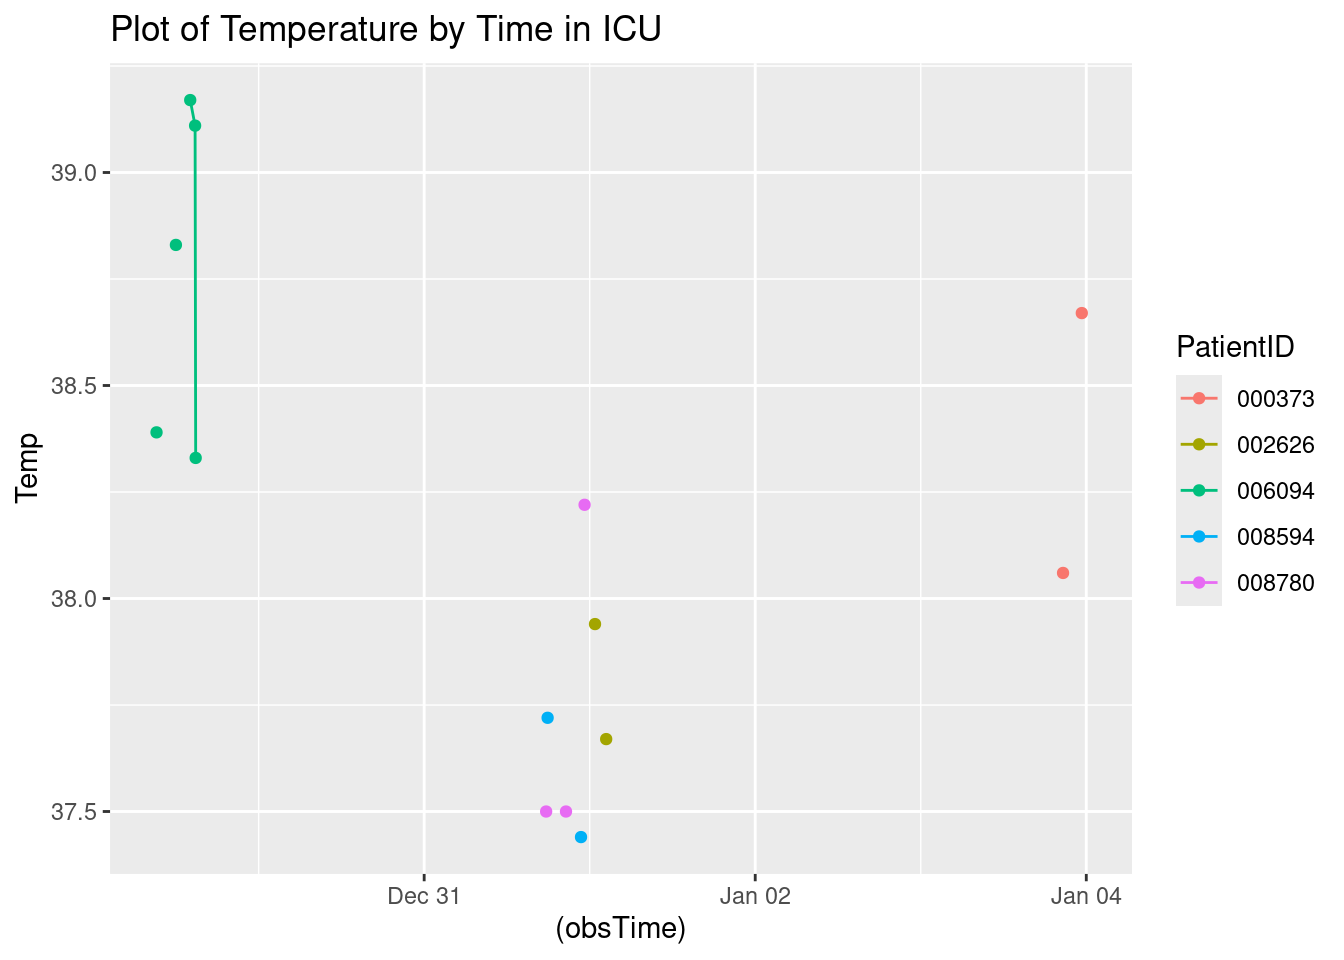 Plot of Temperature by Time in ICU
39.0
38.5
38.0
37.5
Temp
Dec 31
Jan 02
Jan 04
(obsTime)
PatientID
000373
002626
006094
008594
008780